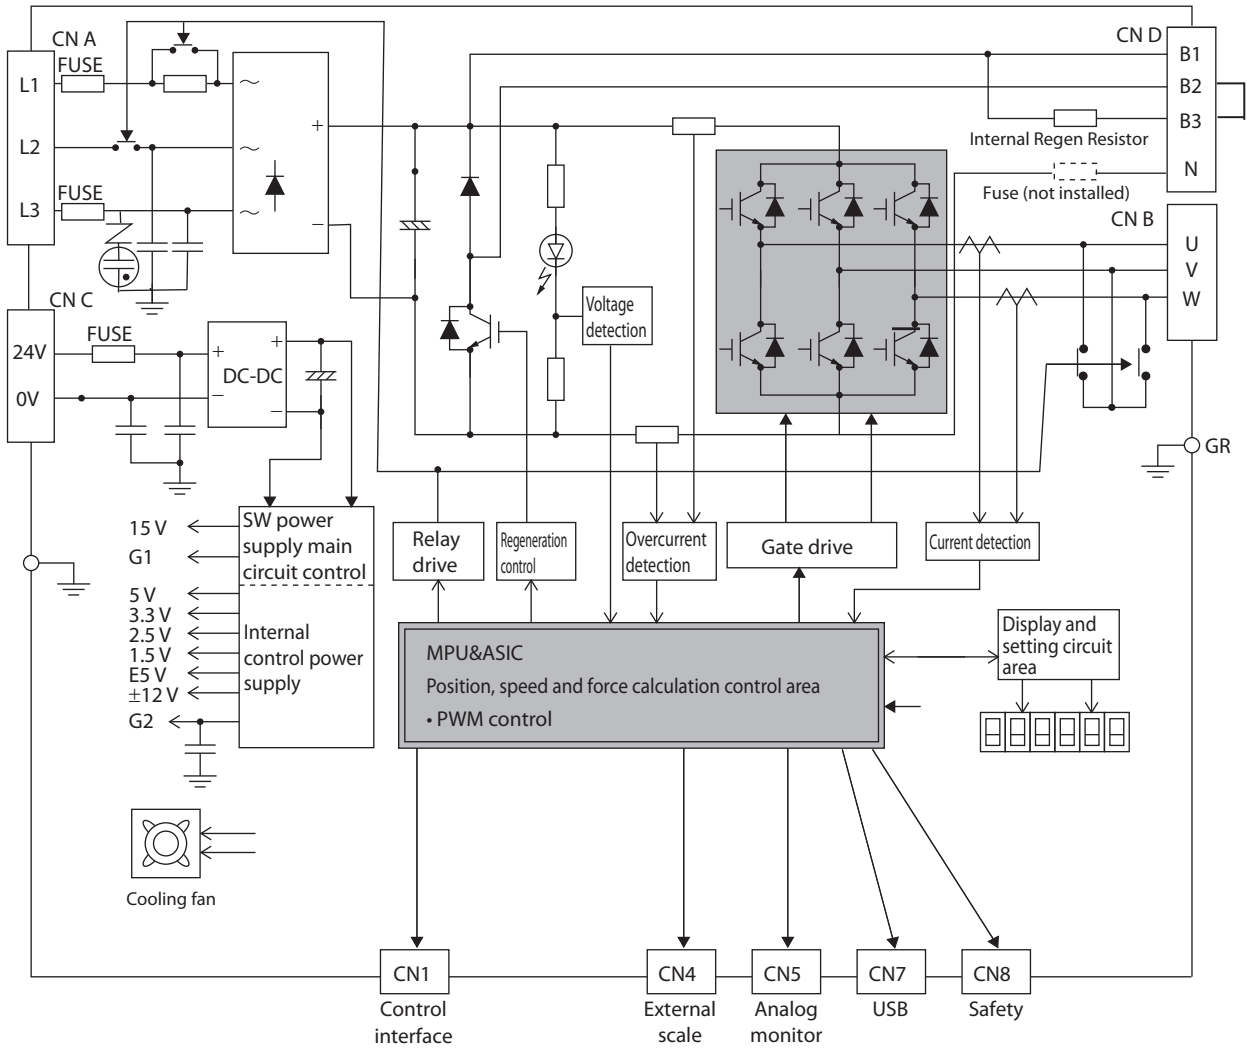 CN A
FUSE
L1
L2
FUSE
L3
CN D
B1
B2
B3
Internal Regen Resistor
N
Fuse (not installed)
CN B
U
V
W
CN C
FUSE
24V
0V
DC-DC
+
−
+
−
+
−
Voltage
detection
GR
15 V
G1
5 V
3.3 V
2.5 V
1.5 V
E5 V
±12 V
G2
SW power
supply main
circuit control
Internal
control power
supply
Relay
drive
Regeneration
control
Overcurrent
detection
Gate drive
Current detection
MPU&ASIC
Position, speed and force calculation control area
• PWM control
Display and
setting circuit
area
Cooling fan
CN1
Control
interface
CN4
External
scale
CN5
Analog
monitor
CN7
USB
CN8
Safety